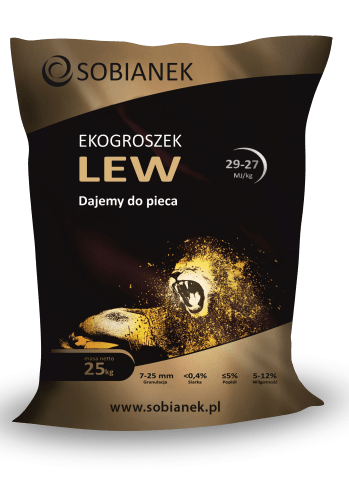 SOBIANEK
EKOGROSZEK
LEW
29-27
MJ/kg
Dajemy do pieca
masa netto
25kg
7-25 mm
Granulacja
<0,4%
Siarka
≤5%
Popiół
5-12%
Wilgotność
www.sobianek.pl